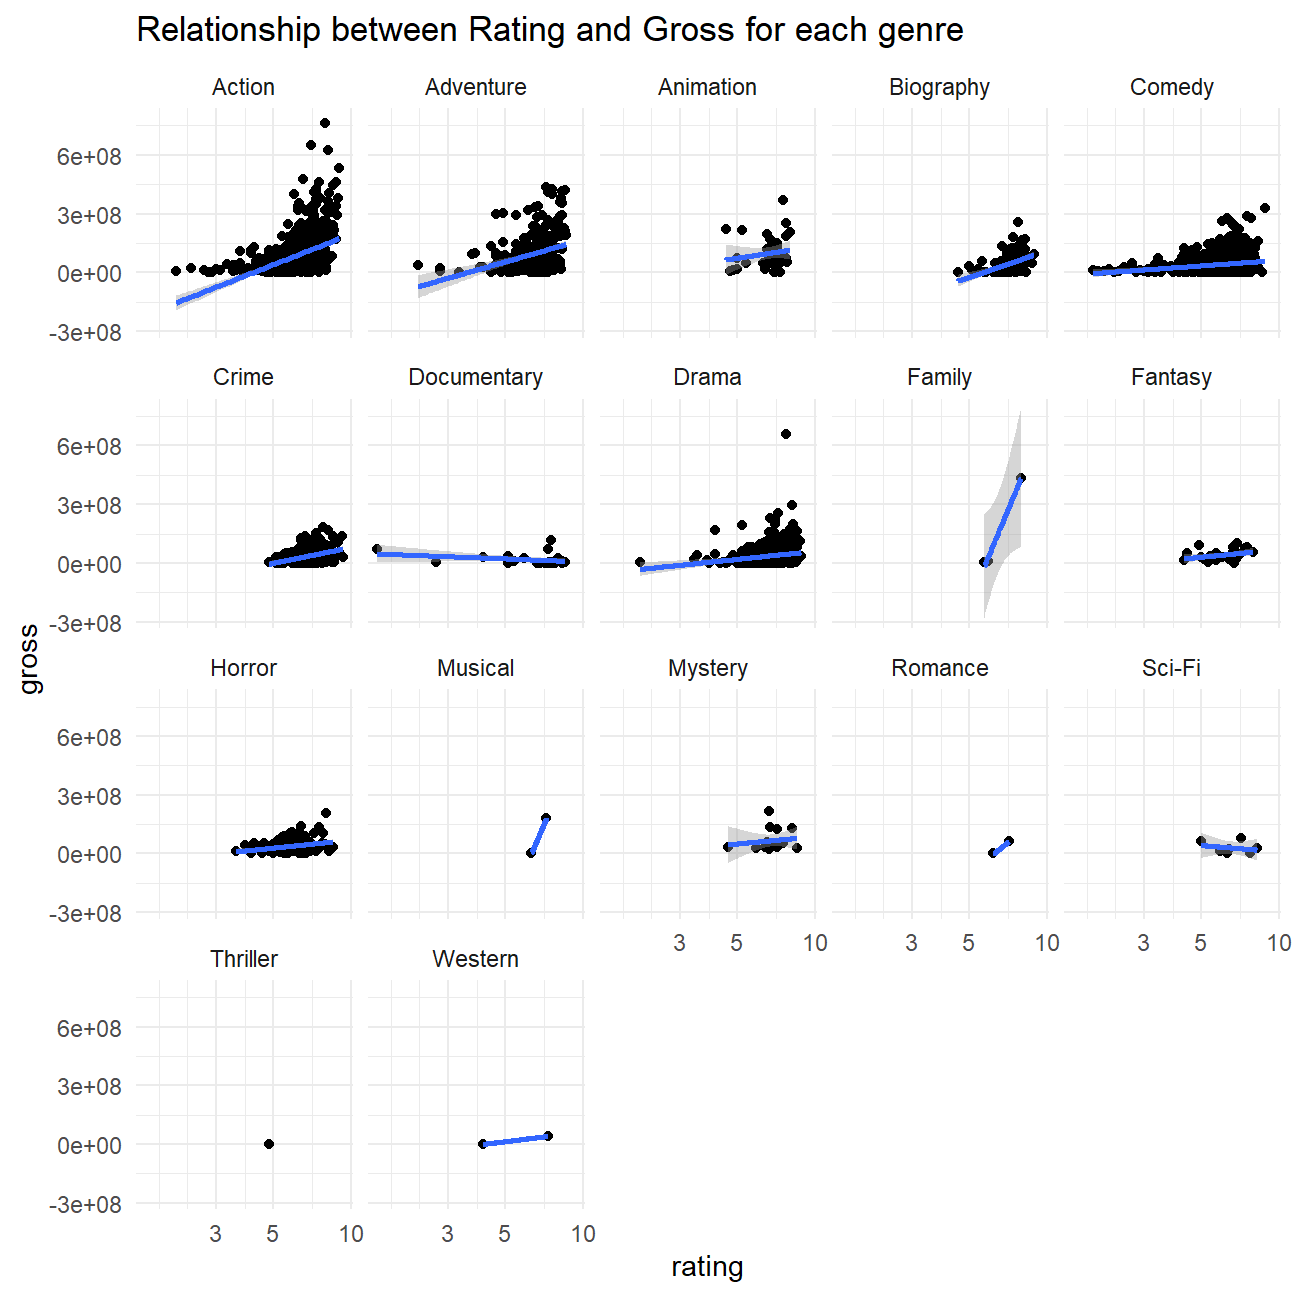 Relationship between Rating and Gross for each genre
Action Adventure Animation Biography Comedy
6e+08
3e+08
0e+00
-3e+08
Crime Documentary Drama Family Fantasy
6e+08
3e+08
0e+00
-3e+08
gross
Horror Musical Mystery Romance Sci-Fi
6e+08
3e+08
0e+00
-3e+08
3 5 10 3 5 10 3 5 10
Thriller Western
6e+08
3e+08
0e+00
-3e+08
3 5 10 3 5 10
rating